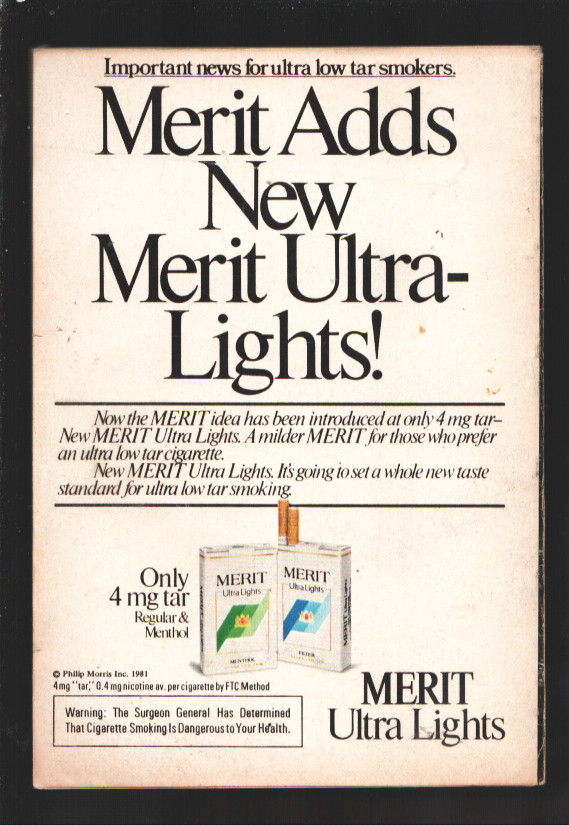 Important news for ultra low tar smokers.
Merit Adds
New
Merit Ultra-
Lights!
Now the MERIT idea has been introduced at only 4 mg tar–
New MERIT Ultra Lights. A milder MERIT for those who prefer
an ultra low tar cigarette.
New MERIT Ultra Lights. It's going to set a whole new taste
standard for ultra low tar smoking.
Only
4 mg tar
Regular &
Menthol
MERIT
Ultra Lights
MENTHOL
MERIT
Ultra Lights
FILTER
MERIT Ultra Lights
© Philip Morris Inc. 1981
4 mg "tar," 0.4 mg nicotine av. per cigarette by FTC Method
Warning: The Surgeon General Has Determined
That Cigarette Smoking Is Dangerous to Your Health.
MERIT
Ultra Lights